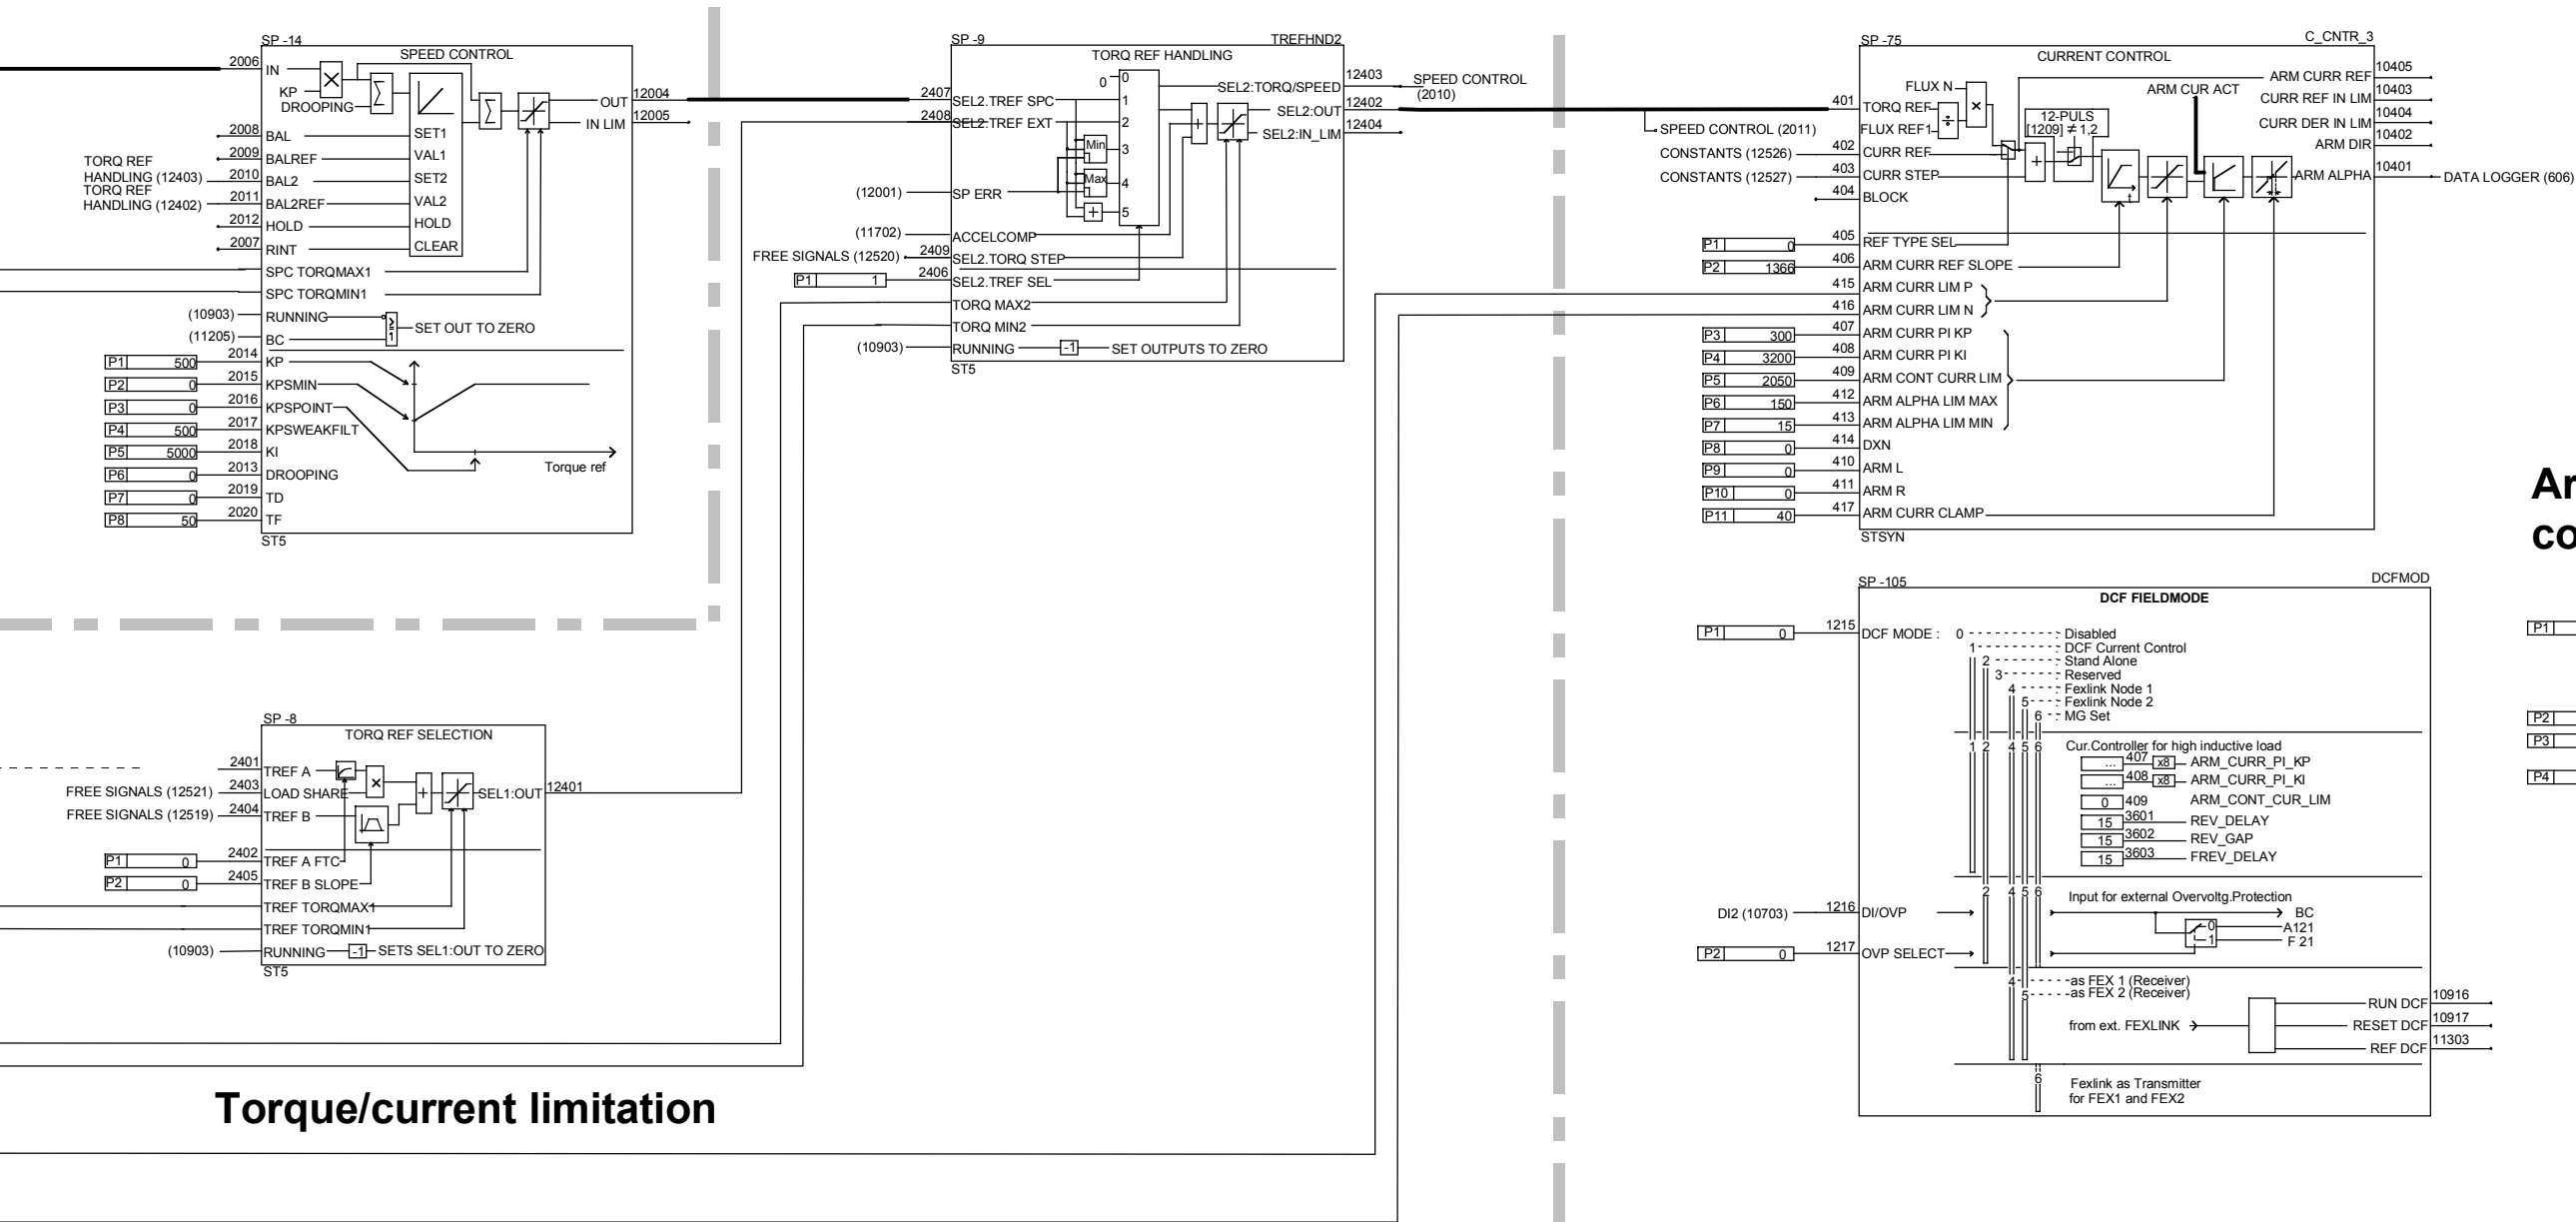 SP -14
SPEED CONTROL
2006 IN
KP
DROOPING
OUT 12004
IN LIM 12005
2008 BAL SET1
2009 BALREF VAL1
TORQ REF
HANDLING (12403) 2010 BAL2 SET2
TORQ REF
HANDLING (12402) 2011 BAL2REF VAL2
2012 HOLD HOLD
2007 RINT CLEAR
SPC TORQMAX1
SPC TORQMIN1
(10903) RUNNING ≥1 SET OUT TO ZERO
(11205) BC
P1 500 2014 KP
P2 0 2015 KPSMIN
P3 0 2016 KPSPOINT
P4 500 2017 KPSWEAKFILT
P5 5000 2018 KI
P6 0 2013 DROOPING
P7 0 2019 TD
P8 50 2020 TF
Torque ref
ST5
SP -8
TORQ REF SELECTION
2401 TREF A
FREE SIGNALS (12521) 2403 LOAD SHARE SEL1:OUT 12401
FREE SIGNALS (12519) 2404 TREF B
P1 0 2402 TREF A FTC
P2 0 2405 TREF B SLOPE
TREF TORQMAX1
TREF TORQMIN1
(10903) RUNNING -1 SETS SEL1:OUT TO ZERO
ST5
Torque/current limitation
SP -9 TREFHND2
TORQ REF HANDLING
0 0
SEL2:TORQ/SPEED 12403 SPEED CONTROL
(2010)
2407 SEL2.TREF SPC 1
SEL2:OUT 12402
2408 SEL2.TREF EXT 2
SEL2:IN_LIM 12404
Min 3
Max 4
(12001) SP ERR
+ 5
(11702) ACCELCOMP
FREE SIGNALS (12520) 2409 SEL2.TORQ STEP
P1 1 2406 SEL2.TREF SEL
TORQ MAX2
TORQ MIN2
(10903) RUNNING -1 SET OUTPUTS TO ZERO
ST5
SP -75 C_CNTR_3
CURRENT CONTROL
FLUX N
ARM CURR REF 10405
ARM CUR ACT
CURR REF IN LIM 10403
401 TORQ REF
12-PULS
[1209] ≠ 1,2
CURR DER IN LIM 10404
FLUX REF1
SPEED CONTROL (2011)
ARM DIR 10402
CONSTANTS (12526) 402 CURR REF
CONSTANTS (12527) 403 CURR STEP
ARM ALPHA 10401 DATA LOGGER (606)
404 BLOCK
P1 0 405 REF TYPE SEL
P2 1366 406 ARM CURR REF SLOPE
415 ARM CURR LIM P
416 ARM CURR LIM N
P3 300 407 ARM CURR PI KP
P4 3200 408 ARM CURR PI KI
P5 2050 409 ARM CONT CURR LIM
P6 150 412 ARM ALPHA LIM MAX
P7 15 413 ARM ALPHA LIM MIN
P8 0 414 DXN
P9 0 410 ARM L
P10 0 411 ARM R
P11 40 417 ARM CURR CLAMP
STSYN
SP -105 DCFMOD
DCF FIELDMODE
P1 0 1215 DCF MODE : 0 Disabled
1 DCF Current Control
2 Stand Alone
3 Reserved
4 Fexlink Node 1
5 Fexlink Node 2
6 MG Set
1 2 4 5 6 Cur.Controller for high inductive load
... 407 x8 ARM_CURR_PI_KP
... 408 x8 ARM_CURR_PI_KI
0 409 ARM_CONT_CUR_LIM
15 3601 REV_DELAY
15 3602 REV_GAP
15 3603 FREV_DELAY
2 4 5 6 Input for external Overvoltg.Protection
DI2 (10703) 1216 DI/OVP BC
0 A121
1 F 21
P2 0 1217 OVP SELECT
4 as FEX 1 (Receiver)
5 as FEX 2 (Receiver)
RUN DCF 10916
from ext. FEXLINK RESET DCF 10917
REF DCF 11303
6 Fexlink as Transmitter
for FEX1 and FEX2
P1
P2
P3
P4